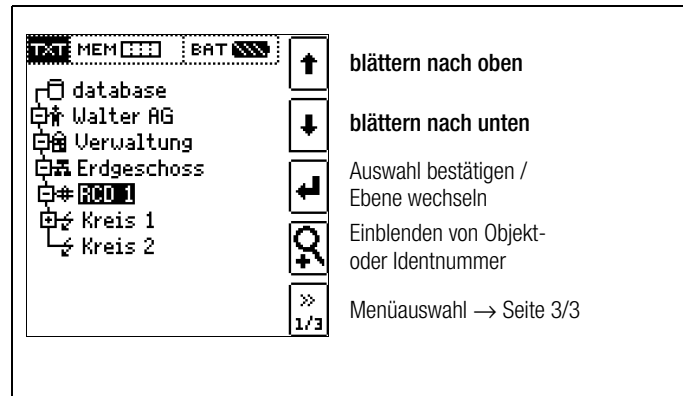 TXT MEM BAT
database
Walter AG
Verwaltung
Erdgeschoss
RCD 1
Kreis 1
Kreis 2
1/3
blättern nach oben
blättern nach unten
Auswahl bestätigen /
Ebene wechseln
Einblenden von Objekt-
oder Identnummer
Menüauswahl → Seite 3/3